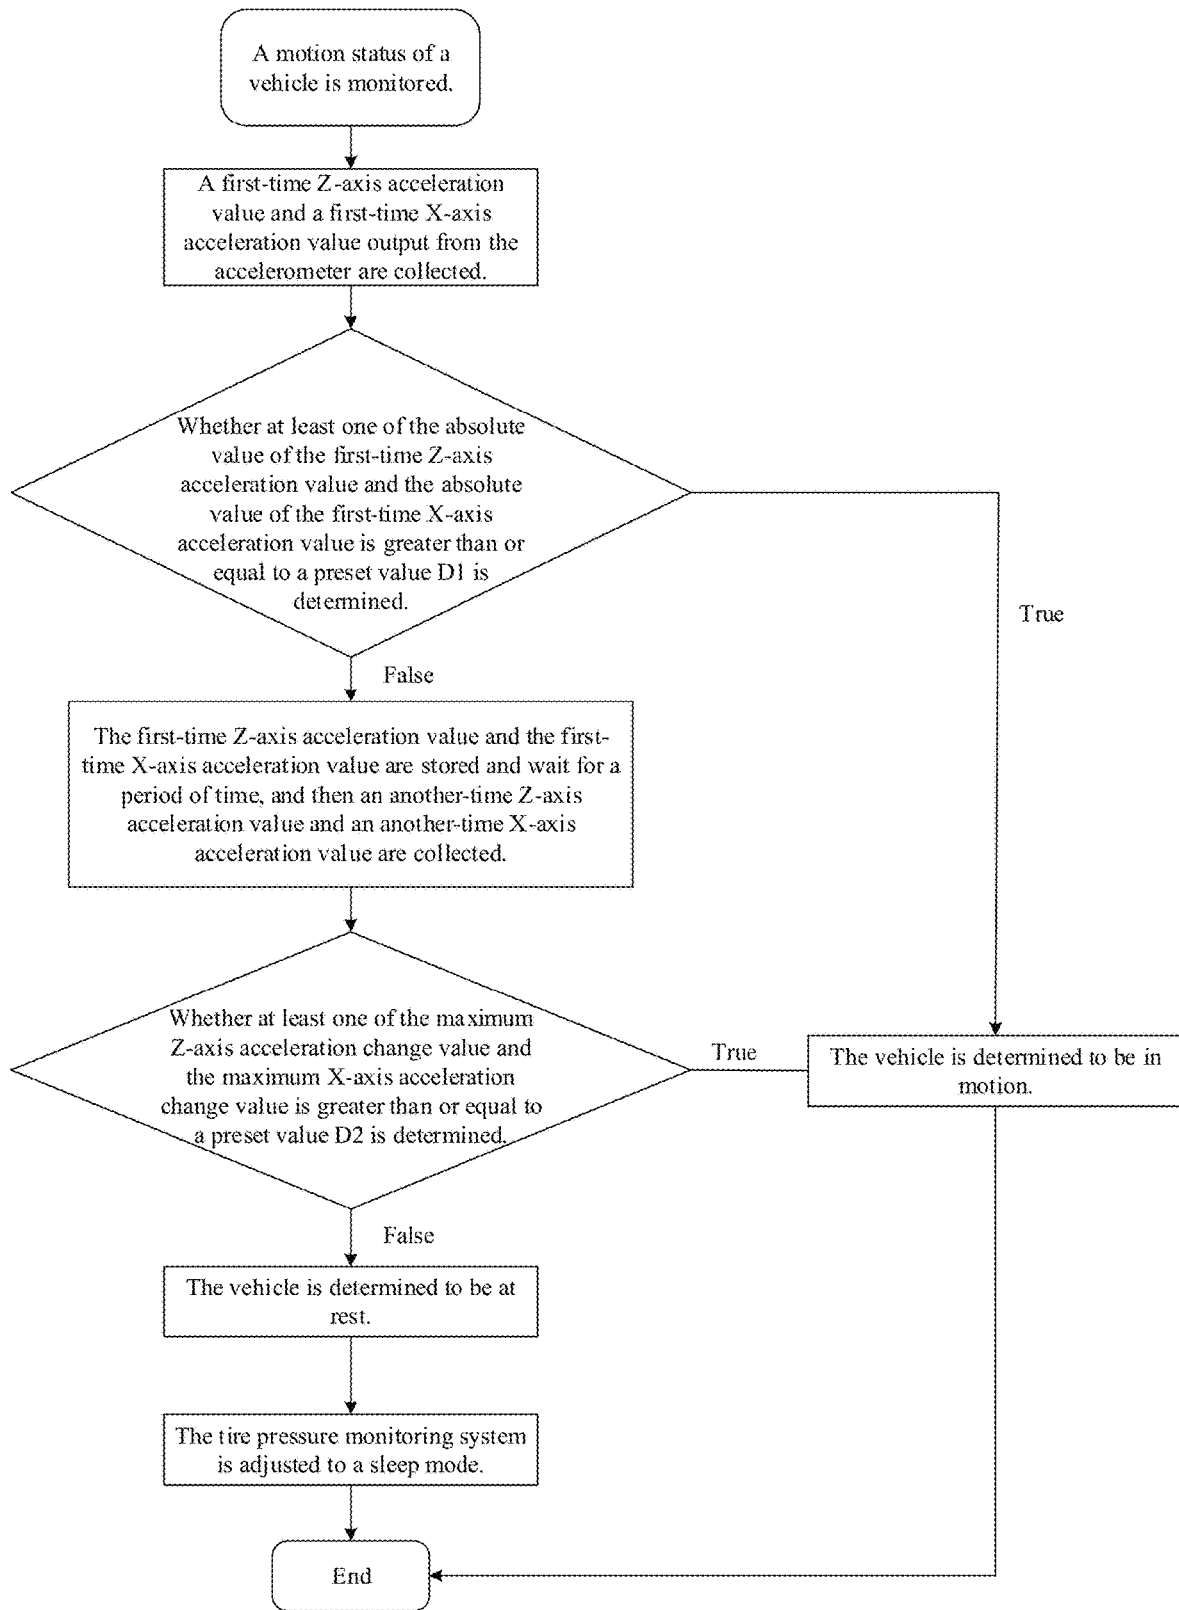 A motion status of a
vehicle is monitored.
A first-time Z-axis acceleration
value and a first-time X-axis
acceleration value output from the
accelerometer are collected.
Whether at least one of the absolute
value of the first-time Z-axis
acceleration value and the absolute
value of the first-time X-axis
acceleration value is greater than or
equal to a preset value D1 is
determined.
True
False
The first-time Z-axis acceleration value and the first-
time X-axis acceleration value are stored and wait for a
period of time, and then an another-time Z-axis
acceleration value and an another-time X-axis
acceleration value are collected.
Whether at least one of the maximum
Z-axis acceleration change value and
the maximum X-axis acceleration
change value is greater than or equal to
a preset value D2 is determined.
True
The vehicle is determined to be in
motion.
False
The vehicle is determined to be at
rest.
The tire pressure monitoring system
is adjusted to a sleep mode.
End